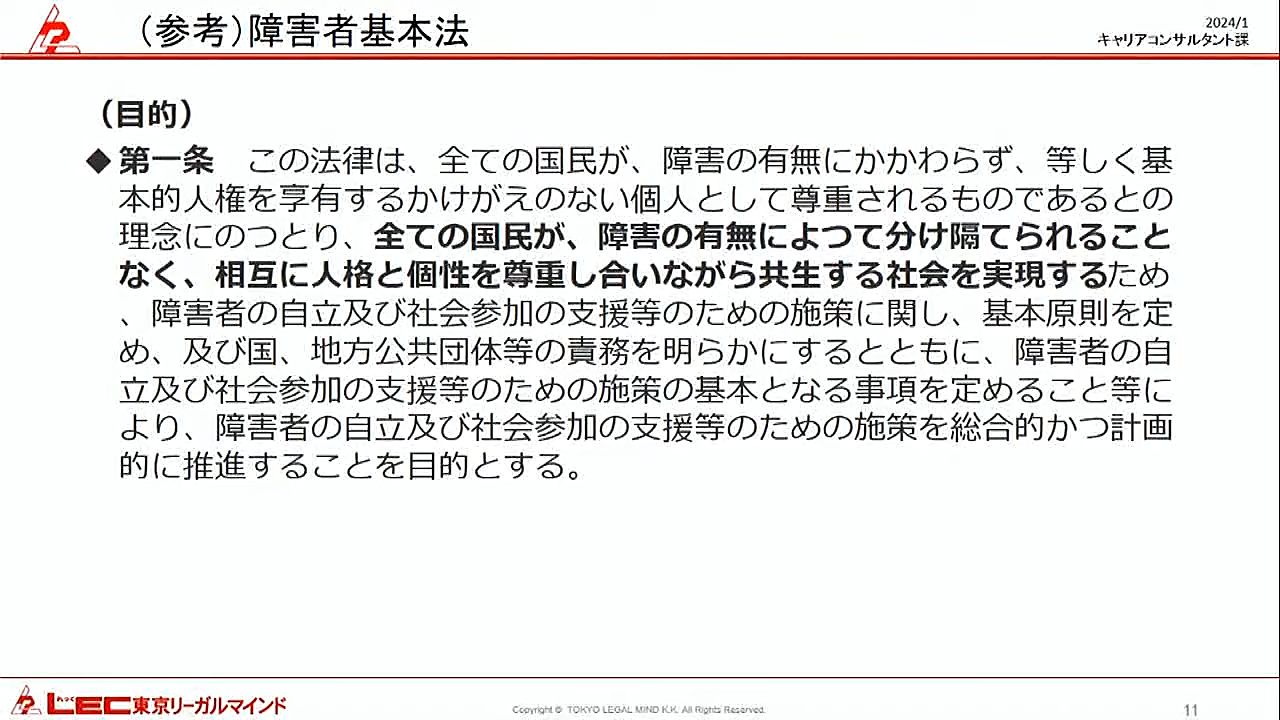 （参考）障害者基本法
2024/1
キャリアコンサルタント課
（目的）
◆第一条　この法律は、全ての国民が、障害の有無にかかわらず、等しく基
本的人権を享有するかけがえのない個人として尊重されるものであるとの
理念にのつとり、全ての国民が、障害の有無によつて分け隔てられること
なく、相互に人格と個性を尊重し合いながら共生する社会を実現するため
、障害者の自立及び社会参加の支援等のための施策に関し、基本原則を定
め、及び国、地方公共団体等の責務を明らかにするとともに、障害者の自
立及び社会参加の支援等のための施策の基本となる事項を定めること等に
より、障害者の自立及び社会参加の支援等のための施策を総合的かつ計画
的に推進することを目的とする。
LEC東京リーガルマインド
Copyright © TOKYO LEGAL MIND K.K. All Rights Reserved.
11